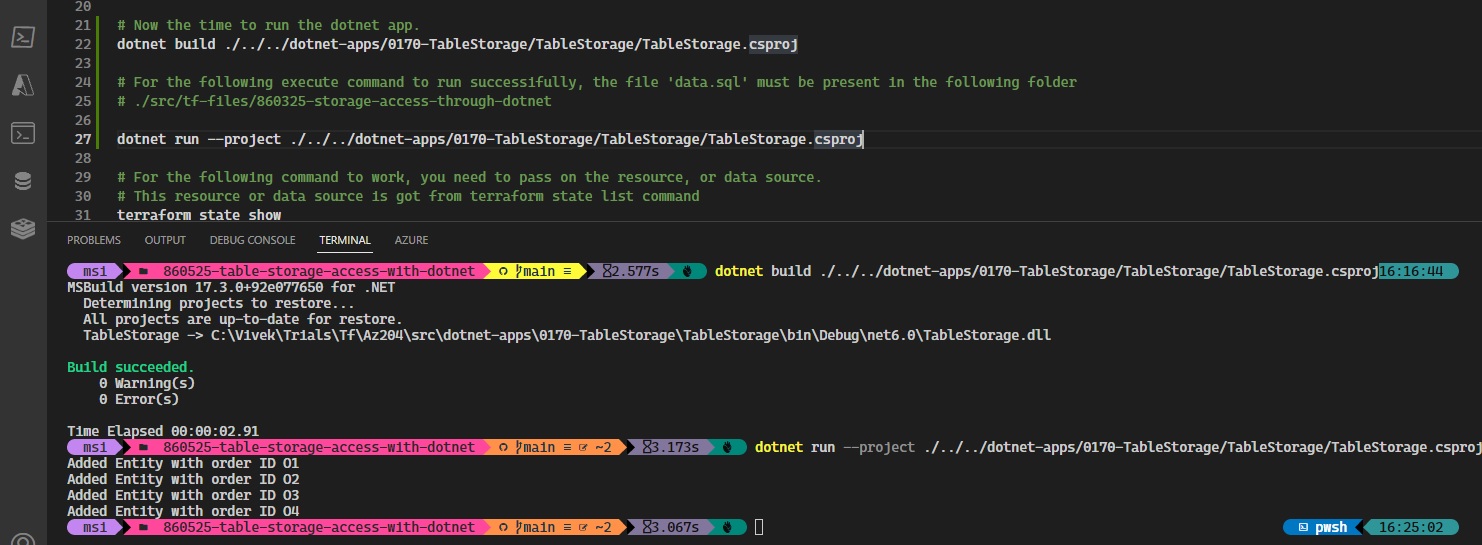 20
21 # Now the time to run the dotnet app.
22 dotnet build ./../../dotnet-apps/0170-TableStorage/TableStorage/TableStorage.csproj
23
24 # For the following execute command to run successifully, the file 'data.sql' must be present in the following folder
25 # ./src/tf-files/860325-storage-access-through-dotnet
26
27 dotnet run --project ./../../dotnet-apps/0170-TableStorage/TableStorage/TableStorage.csproj
28
29 # For the following command to work, you need to pass on the resource, or data source.
30 # This resource or data source is got from terraform state list command
31 terraform state show
PROBLEMS OUTPUT DEBUG CONSOLE TERMINAL AZURE
msi 860525-table-storage-access-with-dotnet main ≡ 2.577s dotnet build ./../../dotnet-apps/0170-TableStorage/TableStorage/TableStorage.csproj 16:16:44
MSBuild version 17.3.0+92e077650 for .NET
Determining projects to restore...
All projects are up-to-date for restore.
TableStorage -> C:\Vivek\Trials\Tf\Az204\src\dotnet-apps\0170-TableStorage\TableStorage\bin\Debug\net6.0\TableStorage.dll
Build succeeded.
0 Warning(s)
0 Error(s)
Time Elapsed 00:00:02.91
msi 860525-table-storage-access-with-dotnet main ≡ ~2 3.173s dotnet run --project ./../../dotnet-apps/0170-TableStorage/TableStorage/TableStorage.csproj
Added Entity with order ID O1
Added Entity with order ID O2
Added Entity with order ID O3
Added Entity with order ID O4
msi 860525-table-storage-access-with-dotnet main ≡ ~2 3.067s pwsh 16:25:02